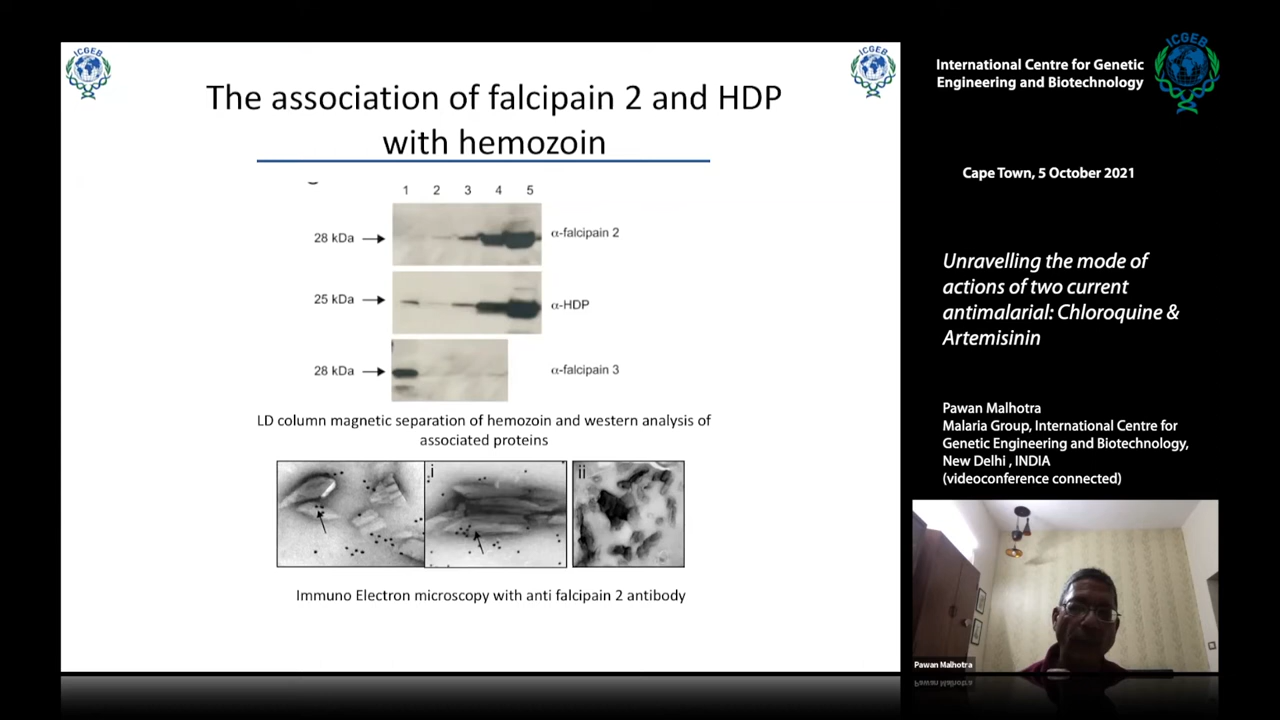 ICGEB
ICGEB
The association of falcipain 2 and HDP
with hemozoin
1 2 3 4 5
28 kDa
α-falcipain 2
25 kDa
α-HDP
28 kDa
α-falcipain 3
LD column magnetic separation of hemozoin and western analysis of
associated proteins
i
ii
Immuno Electron microscopy with anti falcipain 2 antibody
International Centre for Genetic
Engineering and Biotechnology
ICGEB
Cape Town, 5 October 2021
Unravelling the mode of
actions of two current
antimalarial: Chloroquine &
Artemisinin
Pawan Malhotra
Malaria Group, International Centre for
Genetic Engineering and Biotechnology,
New Delhi , INDIA
(videoconference connected)
Pawan Malhotra